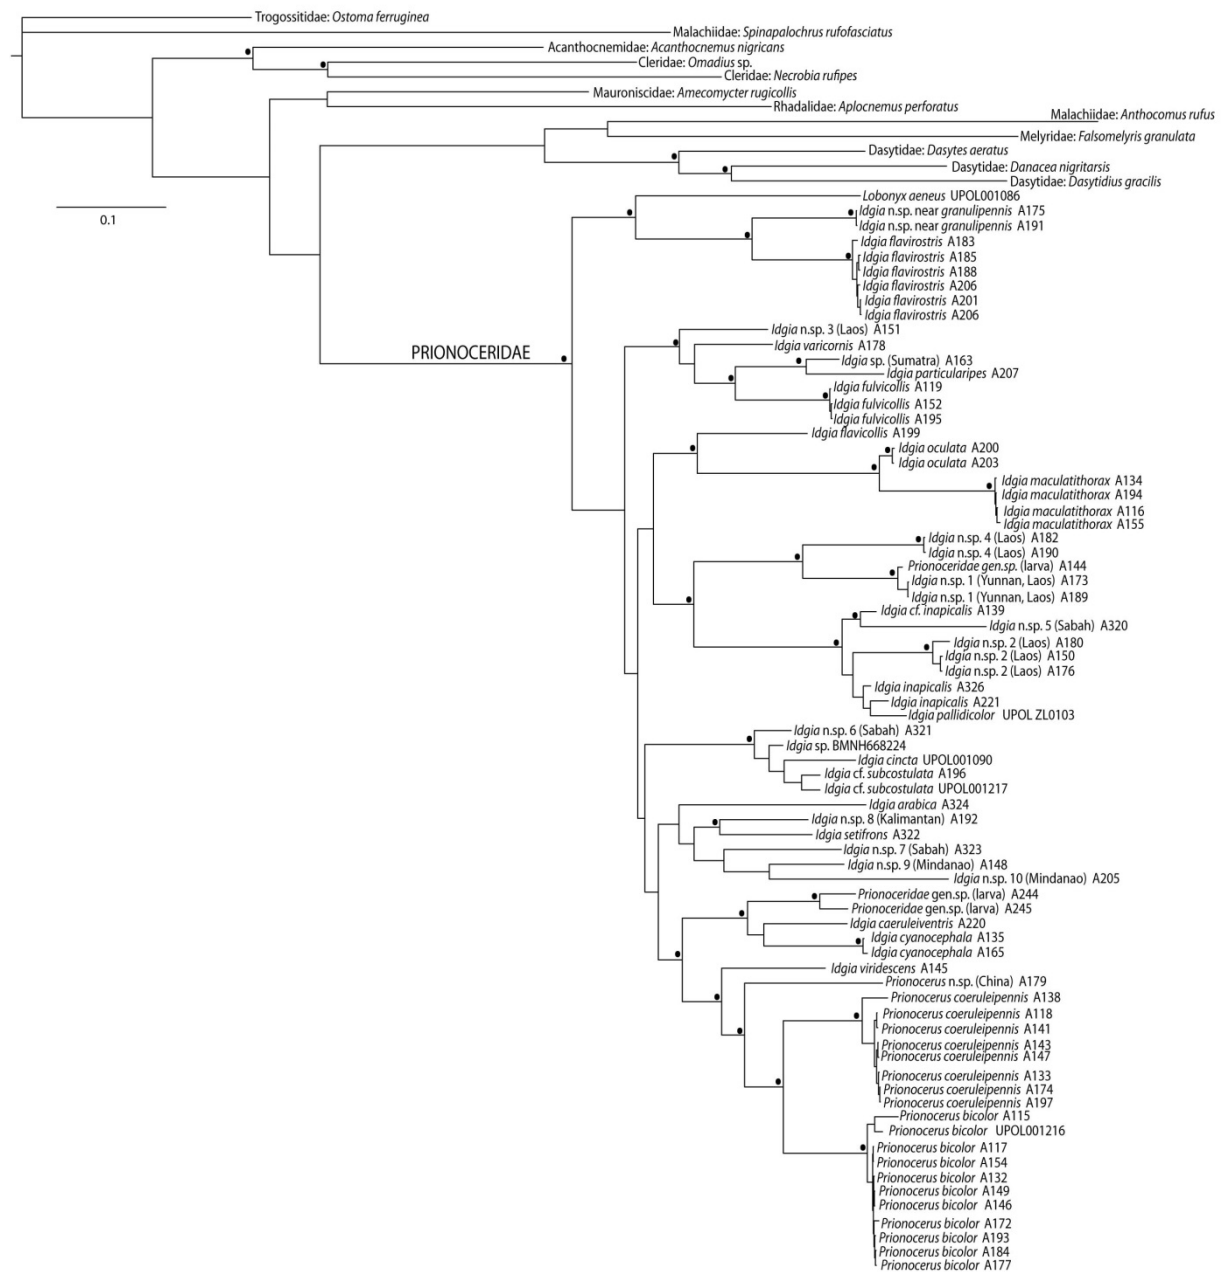 Trogossitidae: Ostoma ferruginea
Malachiidae: Spinapalochrus rufofasciatus
Acanthocnemidae: Acanthocnemus nigricans
Cleridae: Omadius sp.
Cleridae: Necrobia rufipes
Mauroniscidae: Amecomycter rugicollis
Rhadalidae: Aplocnemus perforatus
Malachiidae: Anthocomus rufus
Melyridae: Falsomelyris granulata
Dasytidae: Dasytes aeratus
Dasytidae: Danacea nigritarsis
Dasytidae: Dasytidius gracilis
Lobonyx aeneus UPOL001086
0.1
Idgia n.sp. near granulipennis A175
Idgia n.sp. near granulipennis A191
Idgia flavirostris A183
Idgia flavirostris A185
Idgia flavirostris A188
Idgia flavirostris A206
Idgia flavirostris A201
Idgia flavirostris A206
Idgia n.sp. 3 (Laos) A151
Idgia varicornis A178
PRIONOCERIDAE
Idgia sp. (Sumatra) A163
Idgia particularipes A207
Idgia fulvicollis A119
Idgia fulvicollis A152
Idgia fulvicollis A195
Idgia flavicollis A199
Idgia oculata A200
Idgia oculata A203
Idgia maculatithorax A134
Idgia maculatithorax A194
Idgia maculatithorax A116
Idgia maculatithorax A155
Idgia n.sp. 4 (Laos) A182
Idgia n.sp. 4 (Laos) A190
Prionoceridae gen.sp. (larva) A144
Idgia n.sp. 1 (Yunnan, Laos) A173
Idgia n.sp. 1 (Yunnan, Laos) A189
Idgia cf. inapicalis A139
Idgia n.sp. 5 (Sabah) A320
Idgia n.sp. 2 (Laos) A180
Idgia n.sp. 2 (Laos) A150
Idgia n.sp. 2 (Laos) A176
Idgia inapicalis A326
Idgia inapicalis A221
Idgia pallidicolor UPOL ZL0103
Idgia n.sp. 6 (Sabah) A321
Idgia sp. BMNH668224
Idgia cincta UPOL001090
Idgia cf. subcostulata A196
Idgia cf. subcostulata UPOL001217
Idgia arabica A324
Idgia n.sp. 8 (Kalimantan) A192
Idgia setifrons A322
Idgia n.sp. 7 (Sabah) A323
Idgia n.sp. 9 (Mindanao) A148
Idgia n.sp. 10 (Mindanao) A205
Prionoceridae gen.sp. (larva) A244
Prionoceridae gen.sp. (larva) A245
Idgia caeruleiventris A220
Idgia cyanocephala A135
Idgia cyanocephala A165
Idgia viridescens A145
Prionocerus n.sp. (China) A179
Prionocerus coeruleipennis A138
Prionocerus coeruleipennis A118
Prionocerus coeruleipennis A141
Prionocerus coeruleipennis A143
Prionocerus coeruleipennis A147
Prionocerus coeruleipennis A133
Prionocerus coeruleipennis A174
Prionocerus coeruleipennis A197
Prionocerus bicolor A115
Prionocerus bicolor UPOL001216
Prionocerus bicolor A117
Prionocerus bicolor A154
Prionocerus bicolor A132
Prionocerus bicolor A149
Prionocerus bicolor A146
Prionocerus bicolor A172
Prionocerus bicolor A193
Prionocerus bicolor A184
Prionocerus bicolor A177